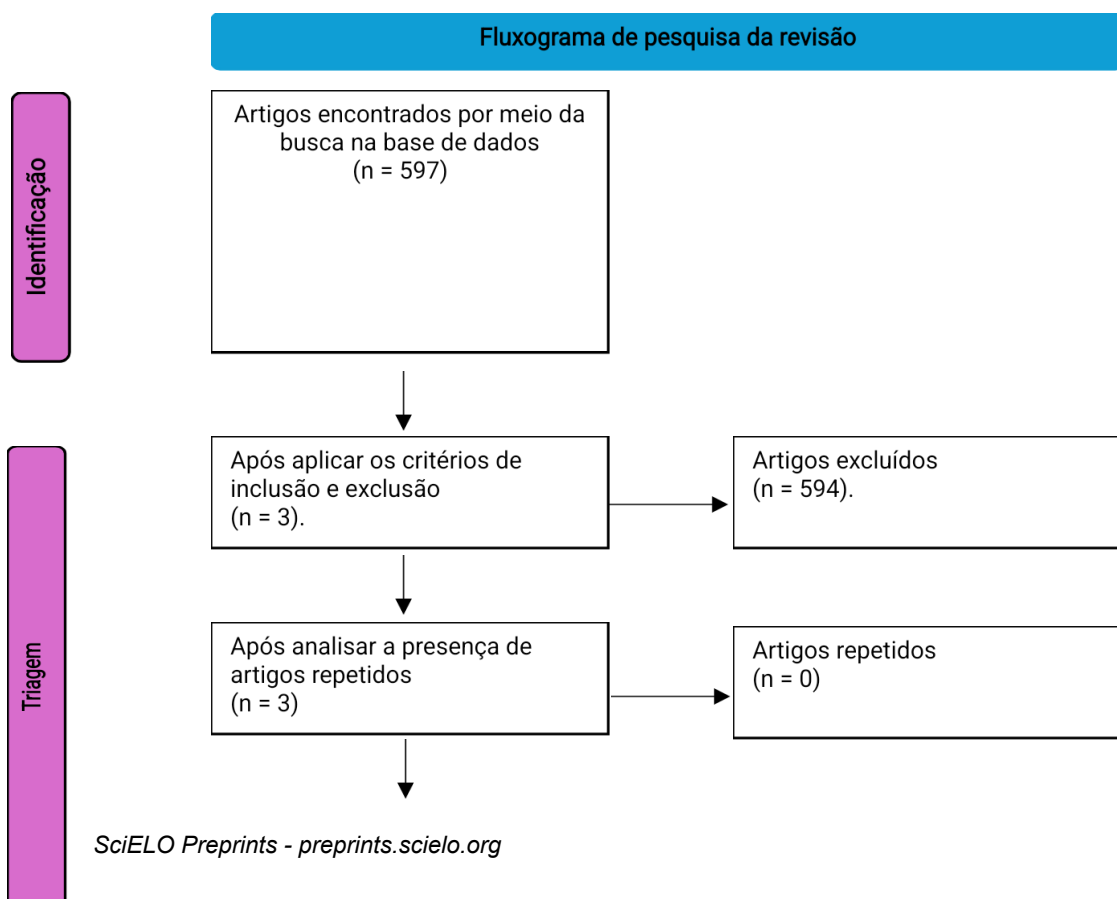 Fluxograma de pesquisa da revisão
Identificação
Artigos encontrados por meio da
busca na base de dados
(n = 597)
Triagem
Após aplicar os critérios de
inclusão e exclusão
(n = 3).
Artigos excluídos
(n = 594).
Após analisar a presença de
artigos repetidos
(n = 3)
Artigos repetidos
(n = 0)
SciELO Preprints - preprints.scielo.org